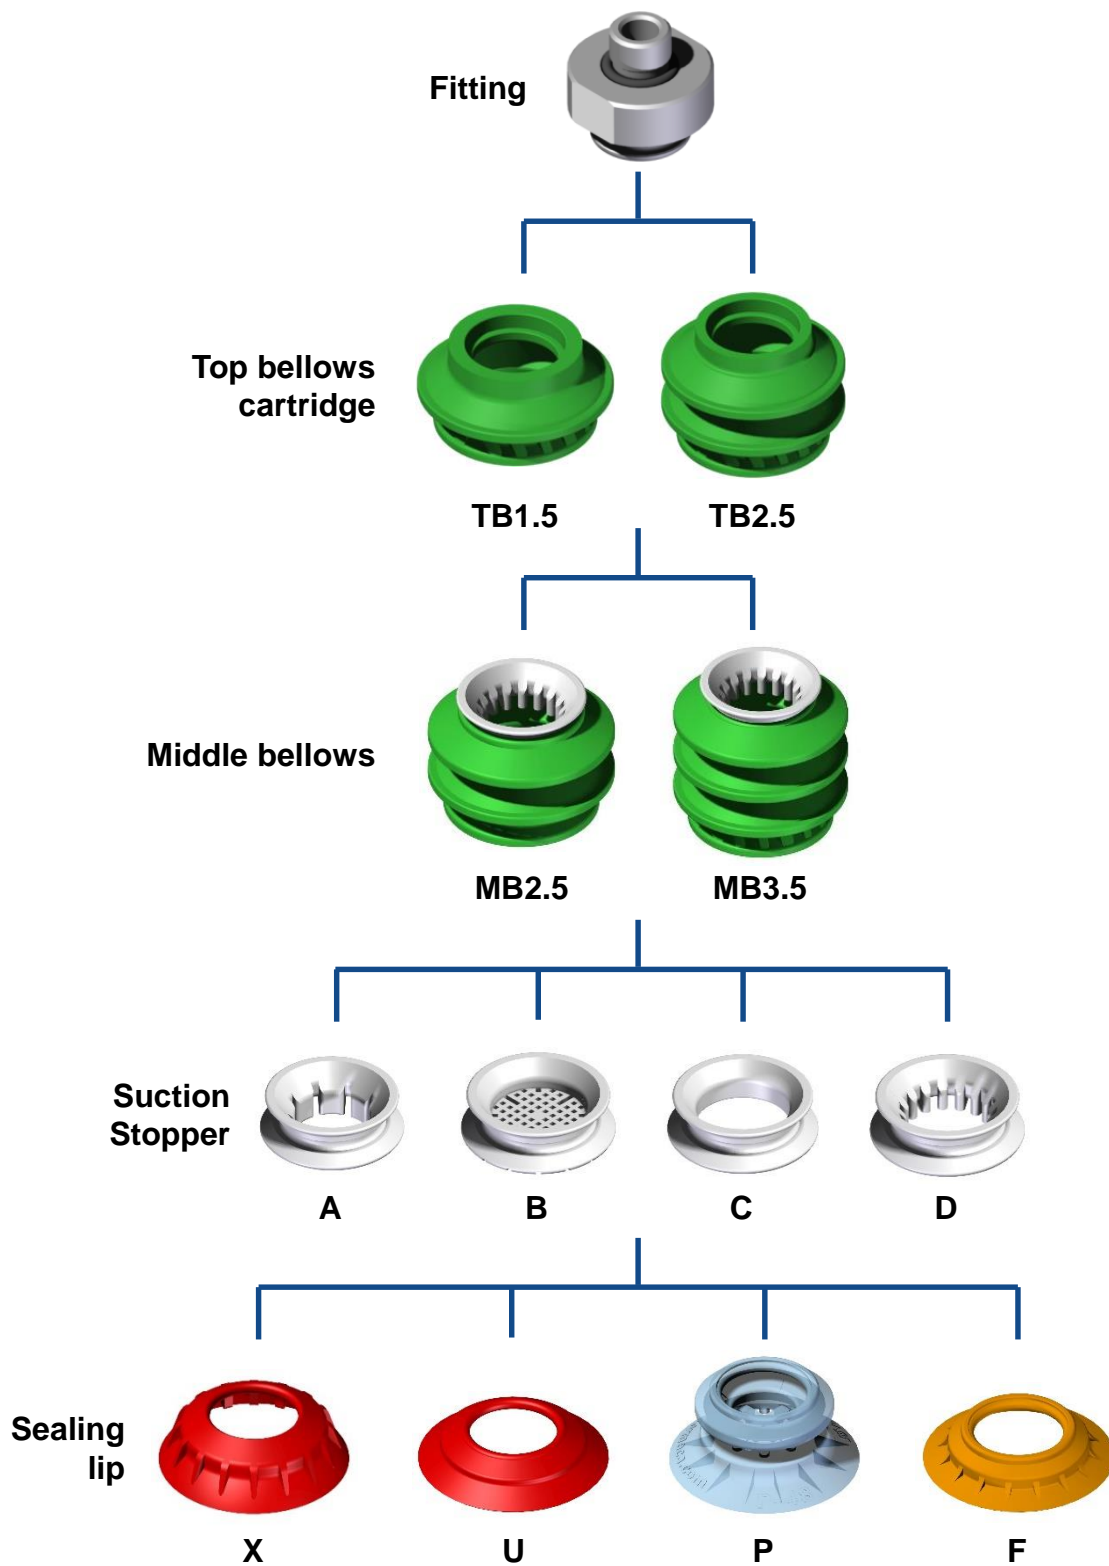 Fitting
Top bellows
cartridge
TB1.5 TB2.5
Middle bellows
MB2.5 MB3.5
Suction
Stopper
A B C D
Sealing
lip
X U P F